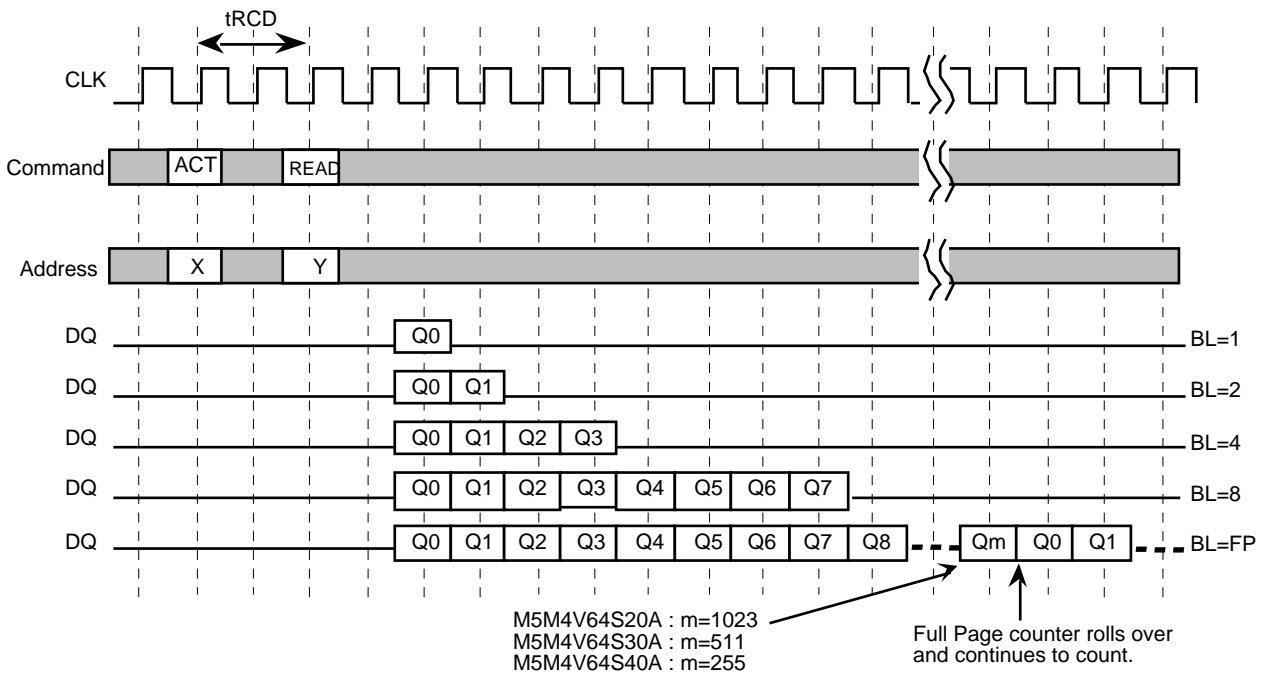 tRCD
CLK
Command ACT READ
Address X Y
DQ Q0 BL=1
DQ Q0 Q1 BL=2
DQ Q0 Q1 Q2 Q3 BL=4
DQ Q0 Q1 Q2 Q3 Q4 Q5 Q6 Q7 BL=8
DQ Q0 Q1 Q2 Q3 Q4 Q5 Q6 Q7 Q8 Qm Q0 Q1 BL=FP
M5M4V64S20A : m=1023
M5M4V64S30A : m=511
M5M4V64S40A : m=255
Full Page counter rolls over
and continues to count.